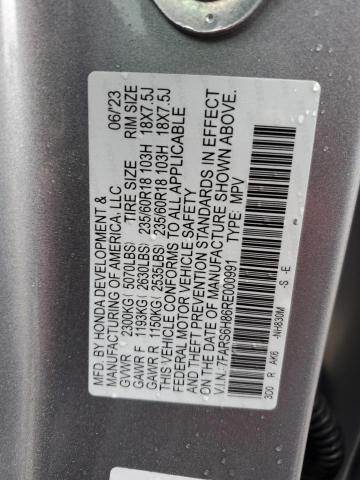 MFD. BY HONDA DEVELOPMENT & 06/23
MANUFACTURING OF AMERICA, LLC
TIRE SIZE RIM SIZE
GVWR 2300KG ( 5070LBS)
GAWR F 1193KG ( 2630LBS) 235/60R18 103H 18X7.5J
GAWR R 1150KG ( 2535LBS) 235/60R18 103H 18X7.5J
THIS VEHICLE CONFORMS TO ALL APPLICABLE
FEDERAL MOTOR VEHICLE SAFETY
AND THEFT PREVENTION STANDARDS IN EFFECT
ON THE DATE OF MANUFACTURE SHOWN ABOVE.
V.I.N.:7FARS6H86RE000991 TYPE: MPV
300 R AK6 -NH830M -S -E